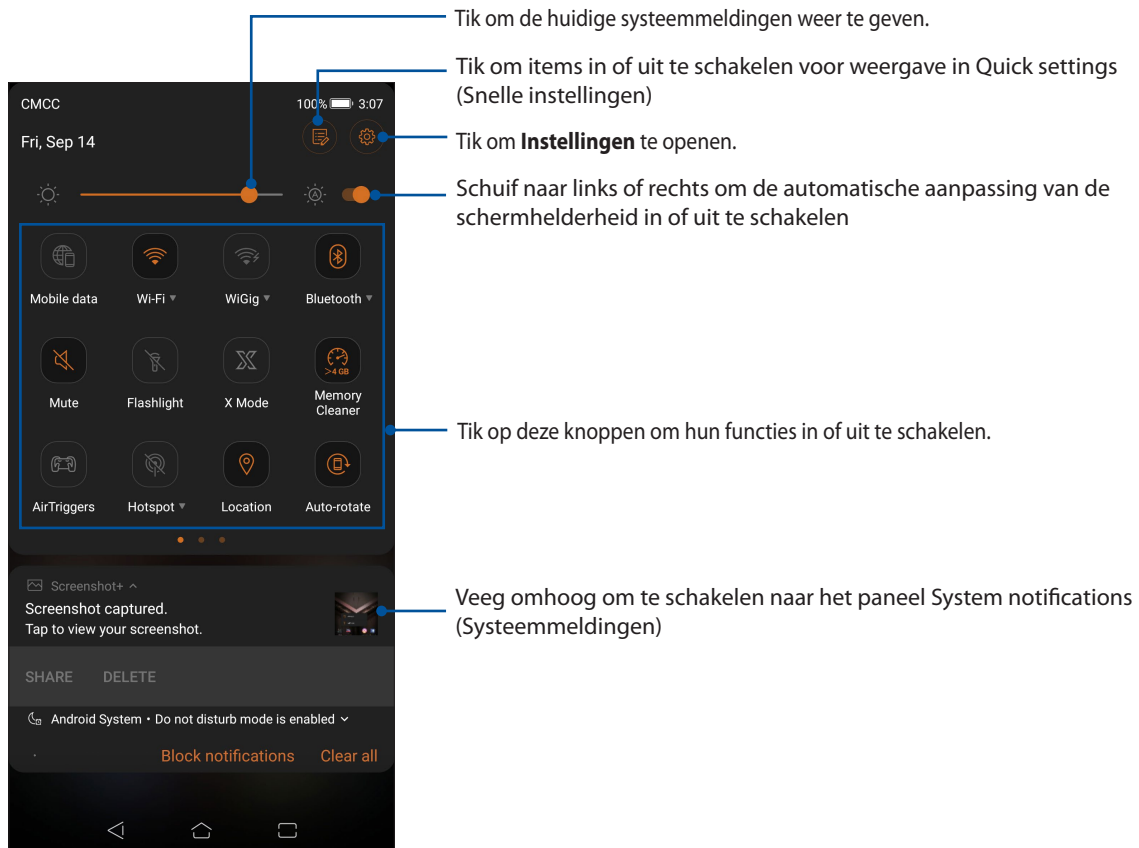 Tik om de huidige systeemmeldingen weer te geven.
Tik om items in of uit te schakelen voor weergave in Quick settings
(Snelle instellingen)
Tik om Instellingen te openen.
Schuif naar links of rechts om de automatische aanpassing van de
schermhelderheid in of uit te schakelen
Tik op deze knoppen om hun functies in of uit te schakelen.
Veeg omhoog om te schakelen naar het paneel System notifications
(Systeemmeldingen)
CMCC 100% 3:07
Fri, Sep 14
A
Mobile data Wi-Fi WiGig Bluetooth
>4 GB
Mute Flashlight X Mode Memory
Cleaner
AirTriggers Hotspot Location Auto-rotate
Screenshot+
Screenshot captured.
Tap to view your screenshot.
SHARE DELETE
Android System • Do not disturb mode is enabled
Block notifications Clear all